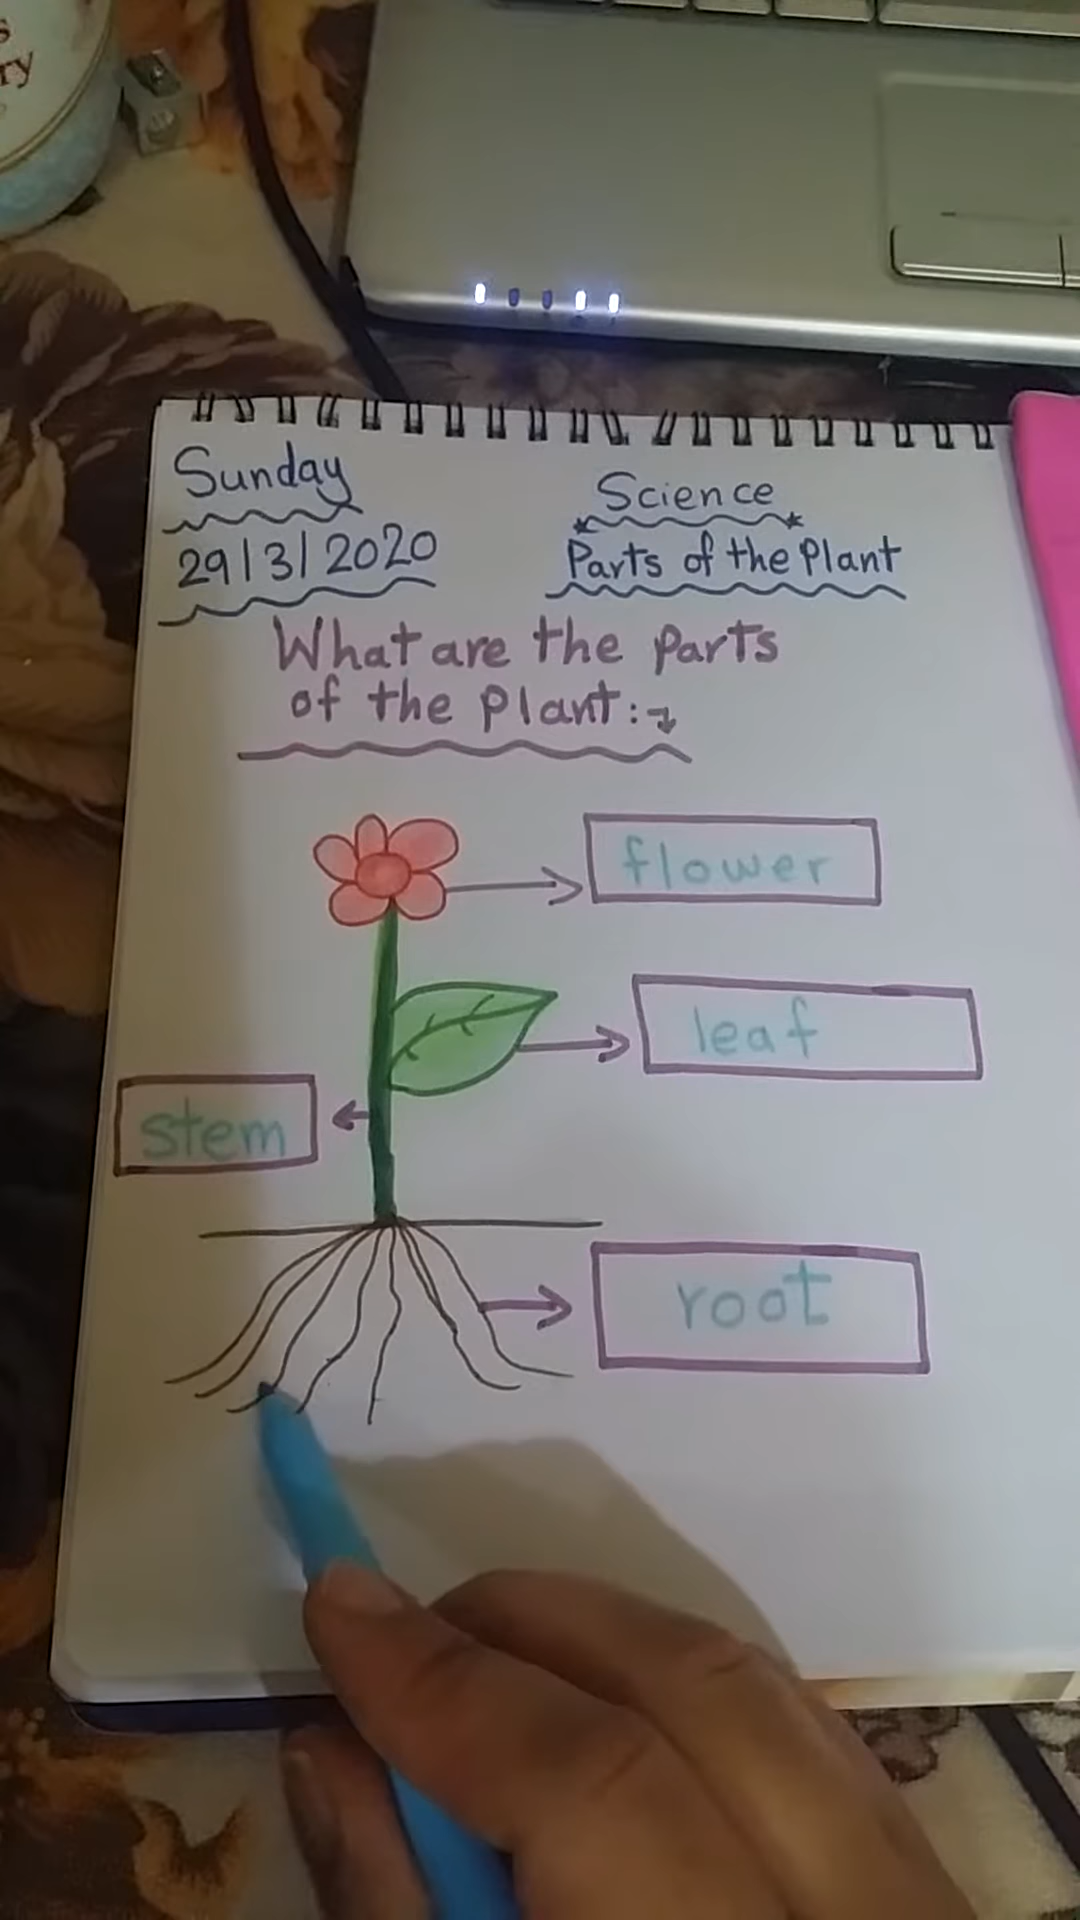 Sunday
29/3/2020
Science
Parts of the Plant
What are the Parts
of the Plant:
flower
leaf
stem
root